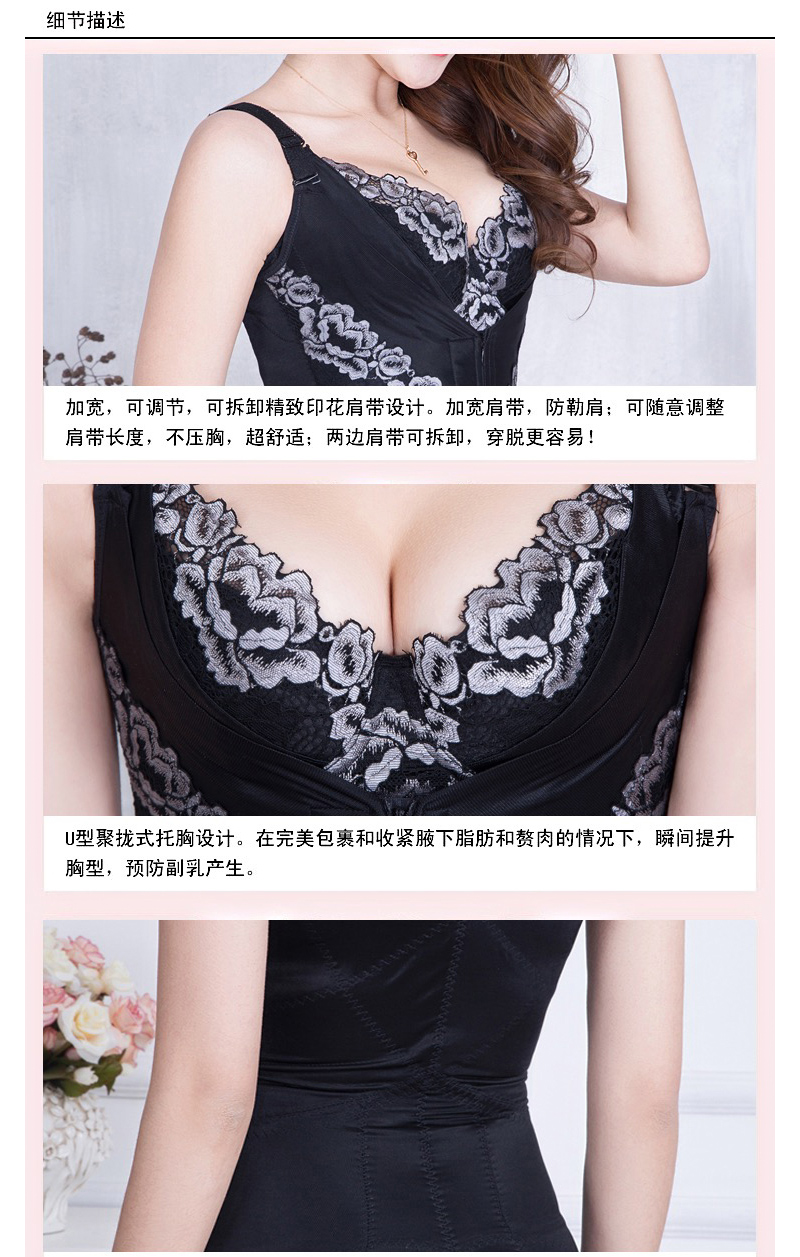 细节描述
加宽，可调节，可拆卸精致印花肩带设计。加宽肩带，防勒肩；可随意调整
肩带长度，不压胸，超舒适；两边肩带可拆卸，穿脱更容易！
U型聚拢式托胸设计。在完美包裹和收紧腋下脂肪和赘肉的情况下，瞬间提升
胸型，预防副乳产生。